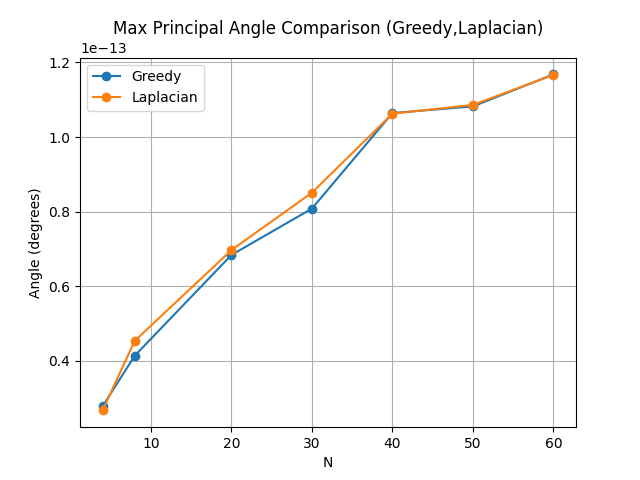 Max Principal Angle Comparison (Greedy,Laplacian)
1e−13
Greedy
Laplacian
1.2
1.0
0.8
0.6
0.4
Angle (degrees)
10 20 30 40 50 60
N